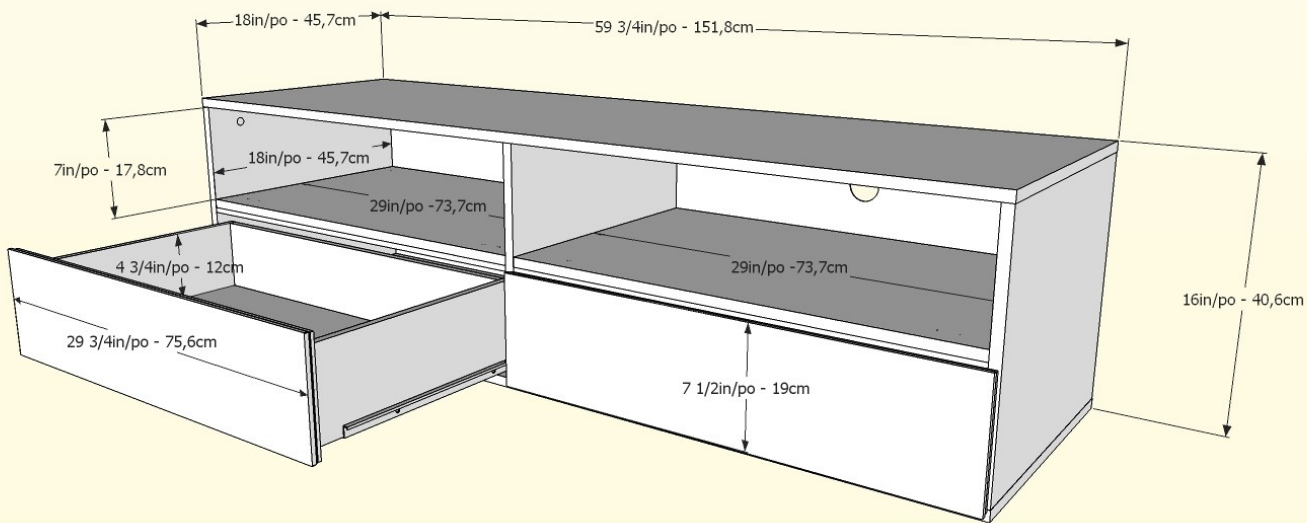 18in/po - 45,7cm
59 3/4in/po - 151,8cm
7in/po - 17,8cm
18in/po - 45,7cm
29in/po -73,7cm
4 3/4in/po - 12cm
29in/po -73,7cm
16in/po - 40,6cm
29 3/4in/po - 75,6cm
7 1/2in/po - 19cm